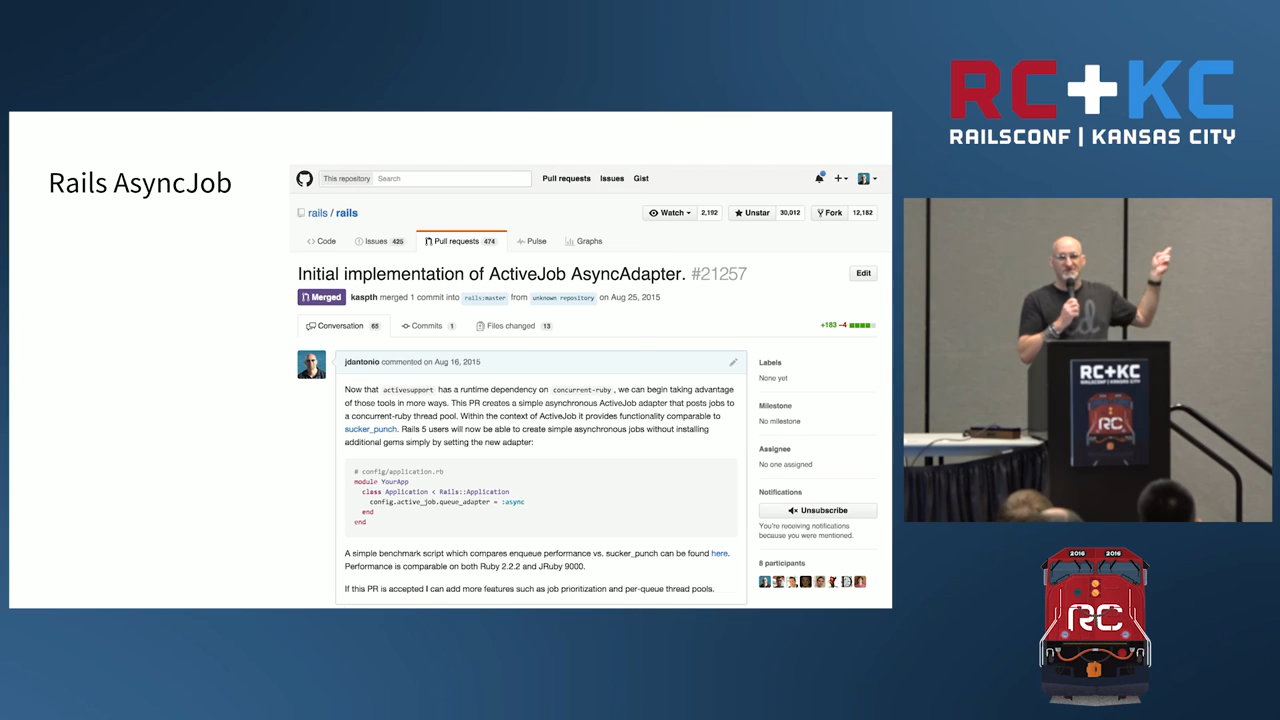 RC+KC
RAILSCONF | KANSAS CITY
Rails AsyncJob
This repository Search Pull requests Issues Gist
rails / rails Watch 2,192 Unstar 30,012 Fork 12,182
Code Issues 425 Pull requests 474 Pulse Graphs
Initial implementation of ActiveJob AsyncAdapter. #21257 Edit
Merged kaspth merged 1 commit into rails:master from unknown repository on Aug 25, 2015
Conversation 65 Commits 1 Files changed 13 +183 −4
jdantonio commented on Aug 16, 2015
Now that activesupport has a runtime dependency on concurrent-ruby, we can begin taking advantage
of those tools in more ways. This PR creates a simple asynchronous ActiveJob adapter that posts jobs to
a concurrent-ruby thread pool. Within the context of ActiveJob it provides functionality comparable to
sucker_punch. Rails 5 users will now be able to create simple asynchronous jobs without installing
additional gems simply by setting the new adapter:
# config/application.rb
module YourApp
class Application < Rails::Application
config.active_job.queue_adapter = :async
end
end
A simple benchmark script which compares enqueue performance vs. sucker_punch can be found here.
Performance is comparable on both Ruby 2.2.2 and JRuby 9000.
If this PR is accepted I can add more features such as job prioritization and per-queue thread pools.
Labels
None yet
Milestone
No milestone
Assignee
No one assigned
Notifications
Unsubscribe
You're receiving notifications
because you were mentioned.
8 participants
RC+KC
RAILSCONF | KANSAS CITY
RC
2016 2016
RC